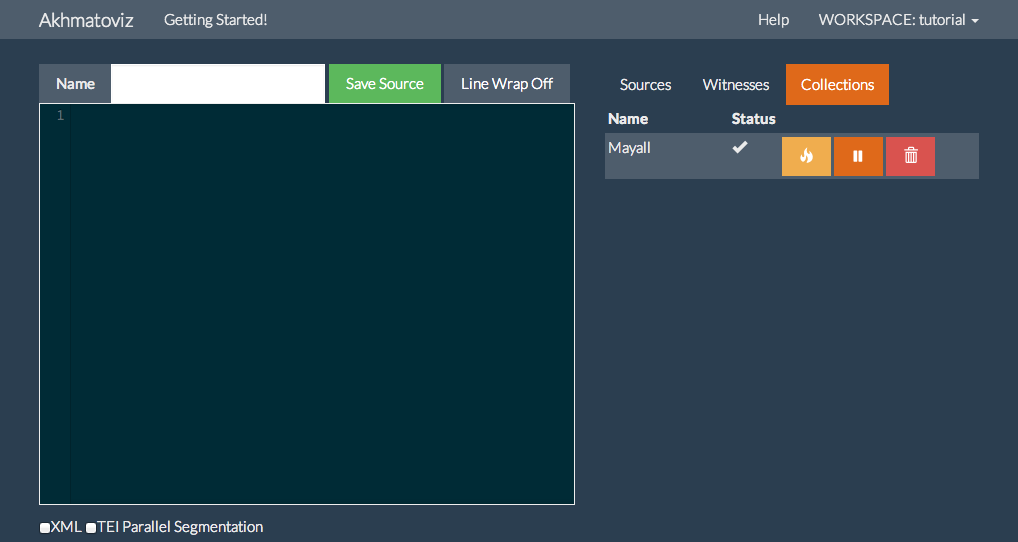 Akhmatoviz Getting Started! Help WORKSPACE: tutorial
Name Save Source Line Wrap Off
Sources Witnesses Collections
1
Name Status
Mayall
XML TEI Parallel Segmentation